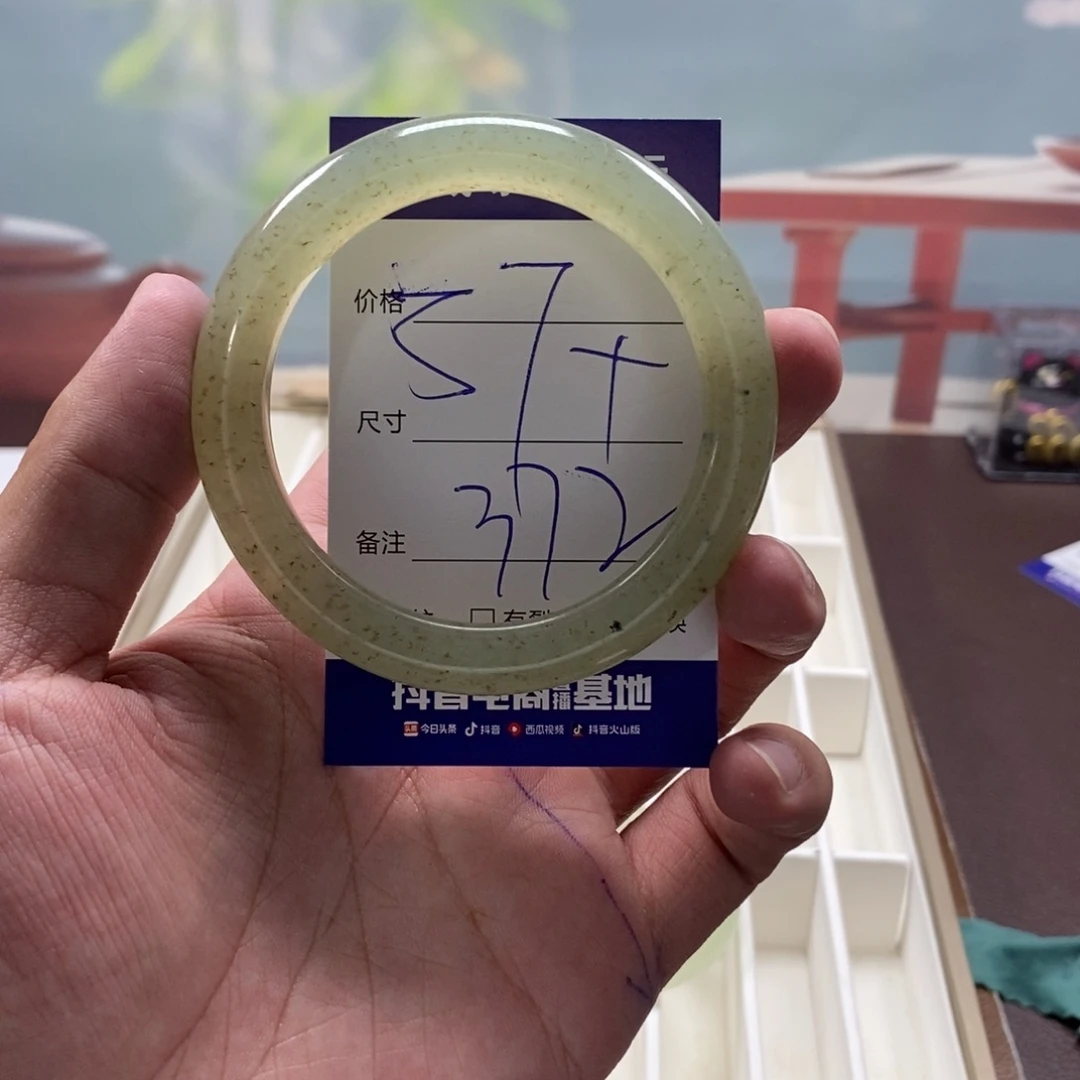 价格
57+
尺寸
372
备注
抖音电商直播基地
今日头条 抖音 西瓜视频 抖音火山版